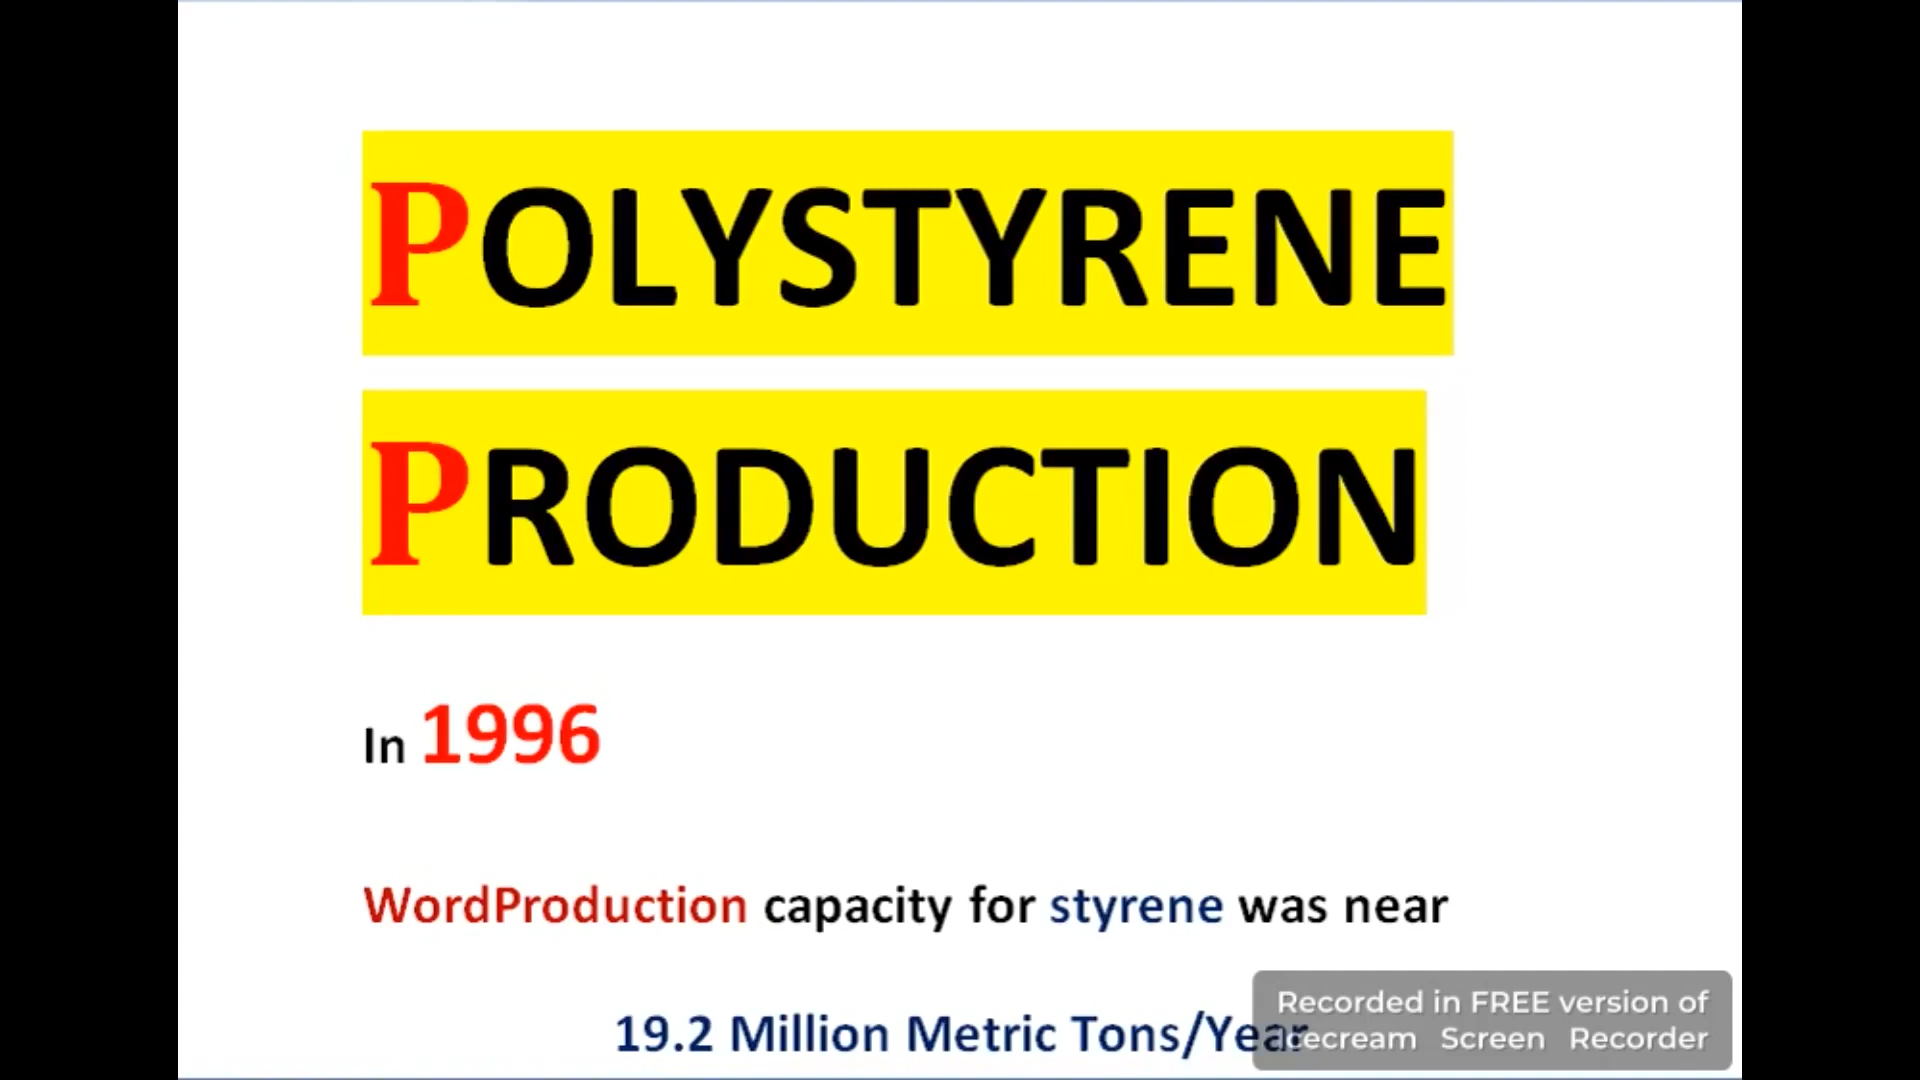 POLYSTYRENE
PRODUCTION
In 1996
WordProduction capacity for styrene was near
19.2 Million Metric Tons/Year
Recorded in FREE version of
Icecream Screen Recorder